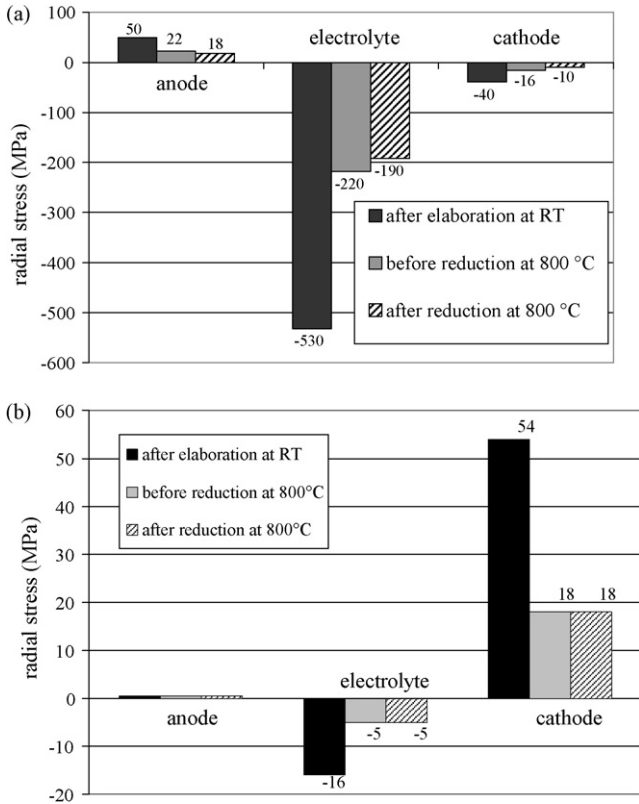 (a)
100
0
-100
-200
-300
-400
-500
-600
radial stress (MPa)
50
22
18
anode
electrolyte
-530
-220
-190
cathode
-40
-16
-10
after elaboration at RT
before reduction at 800 °C
after reduction at 800 °C
(b)
60
50
40
30
20
10
0
-10
-20
radial stress (MPa)
after elaboration at RT
before reduction at 800°C
after reduction at 800°C
anode
electrolyte
-16
-5
-5
54
18
18
cathode